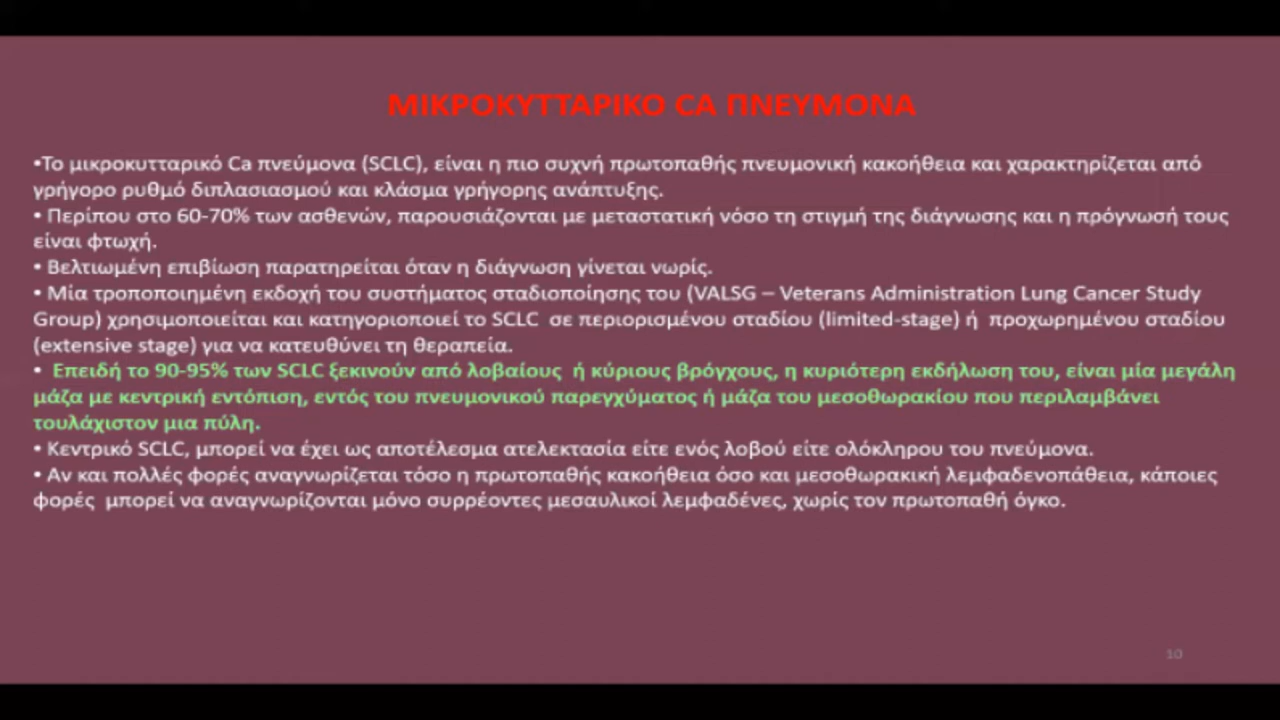 ΜΙΚΡΟΚΥΤΤΑΡΙΚΟ CA ΠΝΕΥΜΟΝΑ
•Το μικροκυτταρικό Ca πνεύμονα (SCLC), είναι η πιο συχνή πρωτοπαθής πνευμονική κακοήθεια και χαρακτηρίζεται από
γρήγορο ρυθμό διπλασιασμού και κλάσμα γρήγορης ανάπτυξης.
• Περίπου στο 60-70% των ασθενών, παρουσιάζονται με μεταστατική νόσο τη στιγμή της διάγνωσης και η πρόγνωσή τους
είναι φτωχή.
• Βελτιωμένη επιβίωση παρατηρείται όταν η διάγνωση γίνεται νωρίς.
• Μία τροποποιημένη εκδοχή του συστήματος σταδιοποίησης του (VALSG – Veterans Administration Lung Cancer Study
Group) χρησιμοποιείται και κατηγοριοποιεί το SCLC σε περιορισμένου σταδίου (limited-stage) ή προχωρημένου σταδίου
(extensive stage) για να κατευθύνει τη θεραπεία.
• Επειδή το 90-95% των SCLC ξεκινούν από λοβαίους ή κύριους βρόγχους, η κυριότερη εκδήλωση του, είναι μία μεγάλη
μάζα με κεντρική εντόπιση, εντός του πνευμονικού παρεγχύματος ή μάζα του μεσοθωρακίου που περιλαμβάνει
τουλάχιστον μια πύλη.
• Κεντρικό SCLC, μπορεί να έχει ως αποτέλεσμα ατελεκτασία είτε ενός λοβού είτε ολόκληρου του πνεύμονα.
• Αν και πολλές φορές αναγνωρίζεται τόσο η πρωτοπαθής κακοήθεια όσο και μεσοθωρακική λεμφαδενοπάθεια, κάποιες
φορές μπορεί να αναγνωρίζονται μόνο συρρέοντες μεσαυλικοί λεμφαδένες, χωρίς τον πρωτοπαθή όγκο.
10